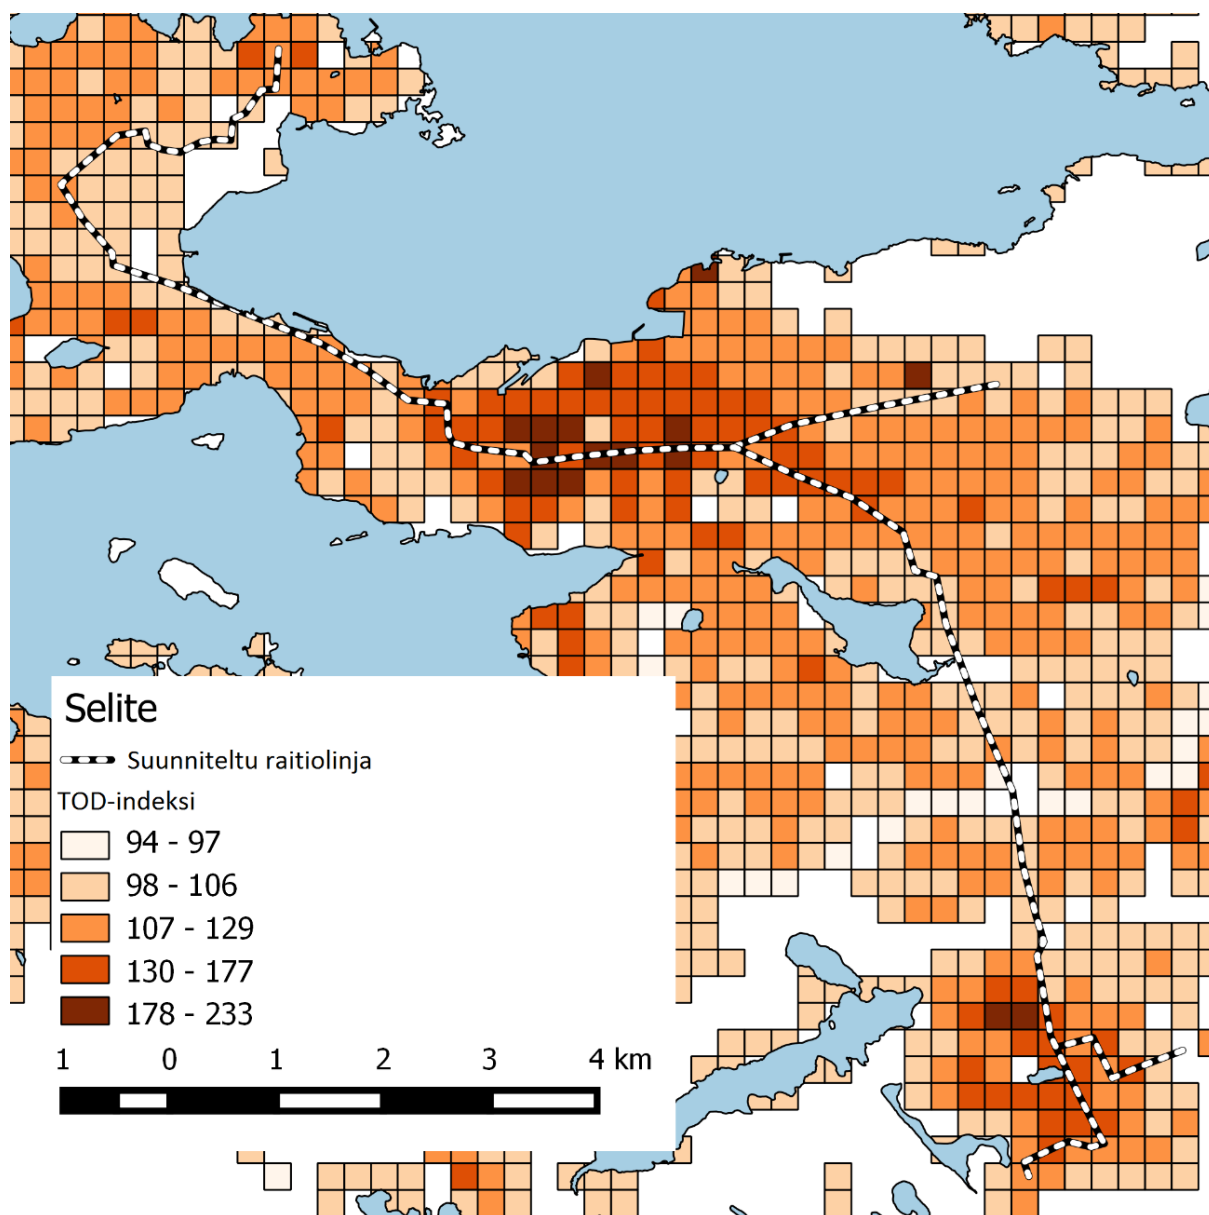 Selite
Suunniteltu raitiolinja
TOD-indeksi
94 - 97
98 - 106
107 - 129
130 - 177
178 - 233
1 0 1 2 3 4 km